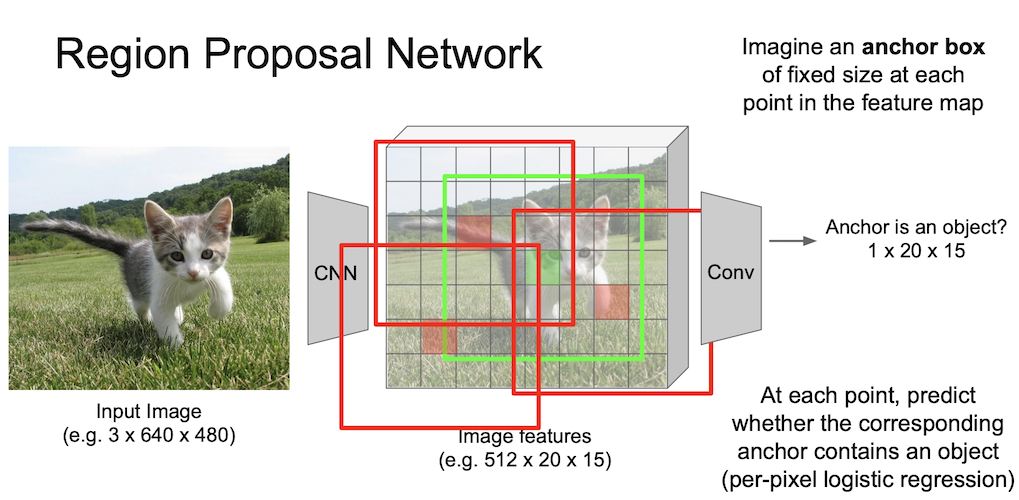 Region Proposal Network
Imagine an anchor box
of fixed size at each
point in the feature map
CNN
Conv
Anchor is an object?
1 x 20 x 15
Input Image
(e.g. 3 x 640 x 480)
Image features
(e.g. 512 x 20 x 15)
At each point, predict
whether the corresponding
anchor contains an object
(per-pixel logistic regression)